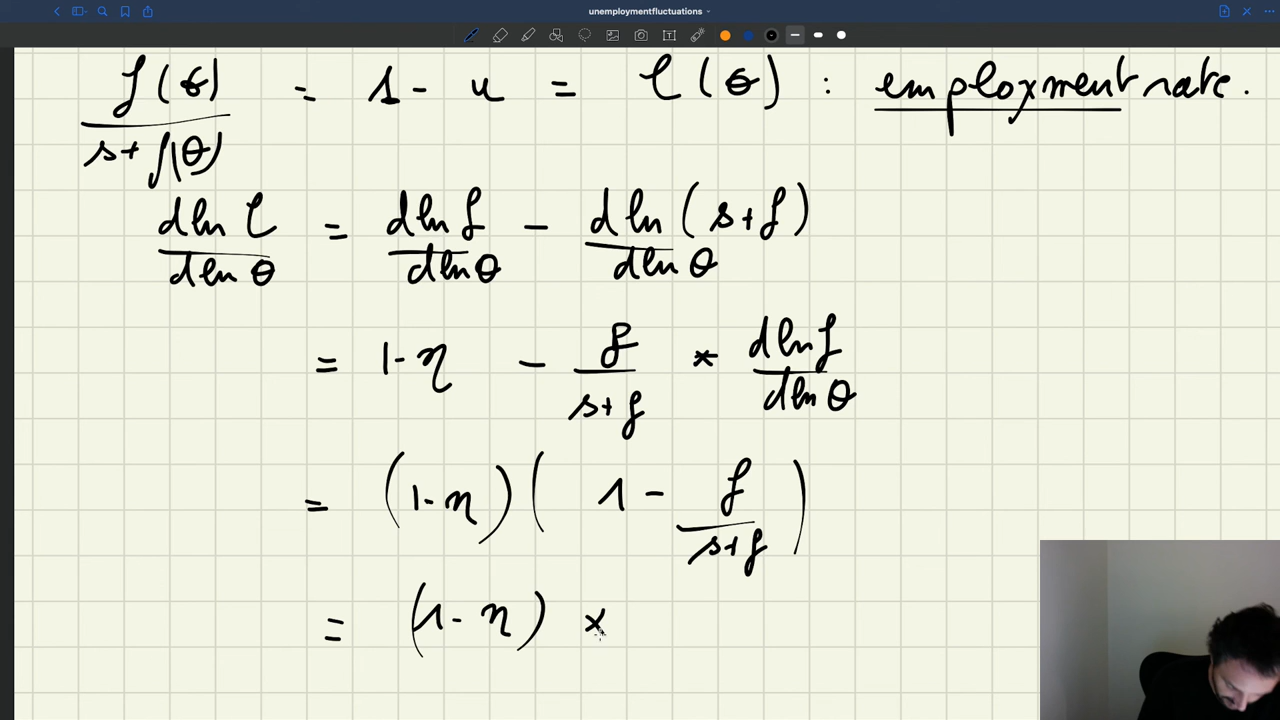 unemploymentfluctuations
f(θ)/(s+f(θ)) = 1 - u = l(θ) : employment rate.
d ln l/d ln θ = d ln f/d ln θ - d ln (s+f)/d ln θ
= 1-η - f/(s+f) * d ln f/d ln θ
= (1-η)(1 - f/(s+f))
= (1-η) ×